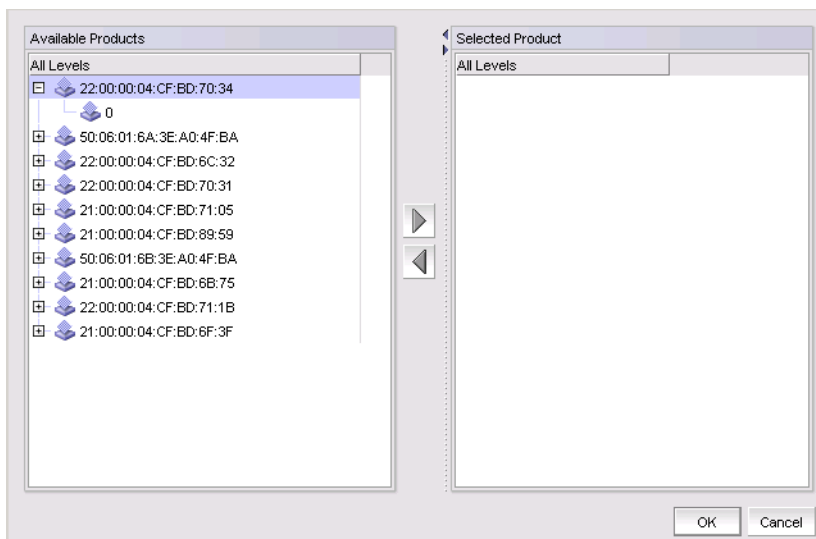 Available Products
All Levels
22:00:00:04:CF:BD:70:34
0
50:06:01:6A:3E:A0:4F:BA
22:00:00:04:CF:BD:6C:32
22:00:00:04:CF:BD:70:31
21:00:00:04:CF:BD:71:05
21:00:00:04:CF:BD:89:59
50:06:01:6B:3E:A0:4F:BA
21:00:00:04:CF:BD:6B:75
22:00:00:04:CF:BD:71:1B
21:00:00:04:CF:BD:6F:3F
Selected Product
All Levels
OK
Cancel